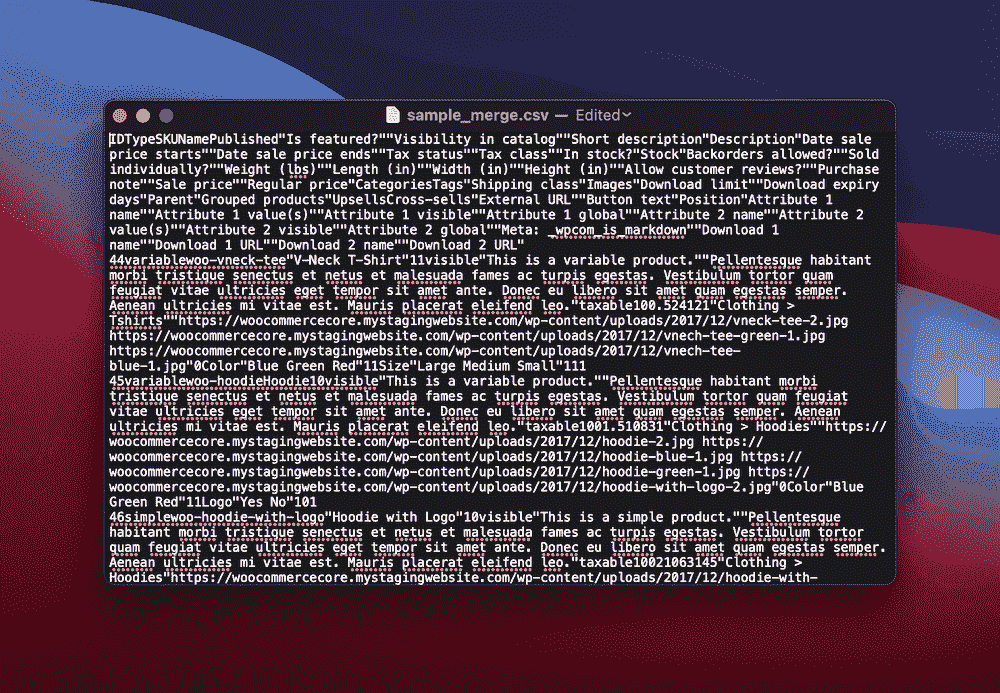 sample_merge.csv — Edited
IDTypeSKUNamePublished"Is featured?""Visibility in catalog""Short description"Description"Date sale
price starts""Date sale price ends""Tax status""Tax class""In stock?"Stock"Backorders allowed?""Sold
individually?""Weight (lbs)""Length (in)""Width (in)""Height (in)""Allow customer reviews?""Purchase
note""Sale price""Regular price"CategoriesTags"Shipping class"Images"Download limit""Download expiry
days"Parent"Grouped products"UpsellsCross-sells"External URL""Button text"Position"Attribute 1
name""Attribute 1 value(s)""Attribute 1 visible""Attribute 1 global""Attribute 2 name""Attribute 2
value(s)""Attribute 2 visible""Attribute 2 global""Meta: _wpcom_is_markdown""Download 1
name""Download 1 URL""Download 2 name""Download 2 URL"
44variablewoo-vneck-tee"V-Neck T-Shirt"11visible"This is a variable product.""Pellentesque habitant
morbi tristique senectus et netus et malesuada fames ac turpis egestas. Vestibulum tortor quam
feugiat vitae ultricies eget tempor sit amet ante. Donec eu libero sit amet quam egestas semper.
Aenean ultricies mi vitae est. Mauris placerat eleifend leo."taxable100.524121"Clothing >
Tshirts""https://woocommercecore.mystagingwebsite.com/wp-content/uploads/2017/12/vneck-tee-2.jpg
https://woocommercecore.mystagingwebsite.com/wp-content/uploads/2017/12/vnech-tee-green-1.jpg
https://woocommercecore.mystagingwebsite.com/wp-content/uploads/2017/12/vnech-tee-
blue-1.jpg"0Color"Blue Green Red"11Size"Large Medium Small"111
45variablewoo-hoodieHoodie10visible"This is a variable product.""Pellentesque habitant morbi
tristique senectus et netus et malesuada fames ac turpis egestas. Vestibulum tortor quam feugiat
vitae ultricies eget tempor sit amet ante. Donec eu libero sit amet quam egestas semper. Aenean
ultricies mi vitae est. Mauris placerat eleifend leo."taxable1001.510831"Clothing > Hoodies""https://
woocommercecore.mystagingwebsite.com/wp-content/uploads/2017/12/hoodie-2.jpg https://
woocommercecore.mystagingwebsite.com/wp-content/uploads/2017/12/hoodie-blue-1.jpg https://
woocommercecore.mystagingwebsite.com/wp-content/uploads/2017/12/hoodie-green-1.jpg https://
woocommercecore.mystagingwebsite.com/wp-content/uploads/2017/12/hoodie-with-logo-2.jpg"0Color"Blue
Green Red"11Logo"Yes No"101
46simplewoo-hoodie-with-logo"Hoodie with Logo"10visible"This is a simple product.""Pellentesque
habitant morbi tristique senectus et netus et malesuada fames ac turpis egestas. Vestibulum tortor
quam feugiat vitae ultricies eget tempor sit amet ante. Donec eu libero sit amet quam egestas semper.
Aenean ultricies mi vitae est. Mauris placerat eleifend leo."taxable10021063145"Clothing >
Hoodies"https://woocommercecore.mystagingwebsite.com/wp-content/uploads/2017/12/hoodie-with-